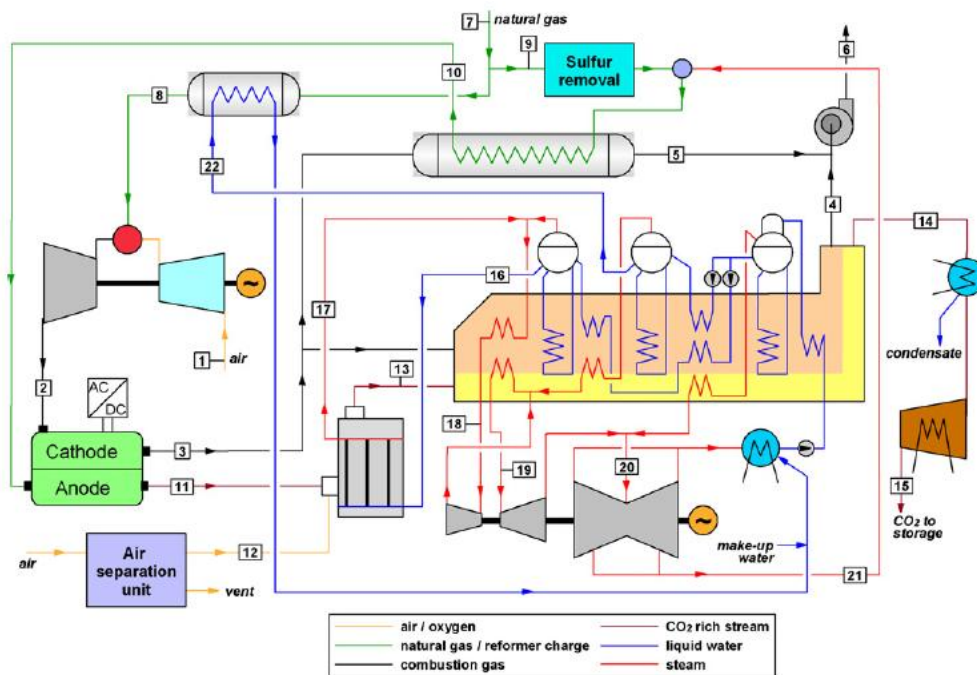 7
natural gas
9
6
Sulfur
removal
10
8
5
22
4
14
16
17
condensate
1
air
13
2
AC
DC
18
Cathode
3
19
20
15
Anode
11
CO₂ to
storage
make-up
water
12
air
Air
separation
unit
vent
21
air / oxygen
CO₂ rich stream
natural gas / reformer charge
liquid water
combustion gas
steam